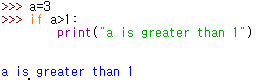 >>> a=3
>>> if a>1:
        print("a is greater than 1")
a is greater than 1